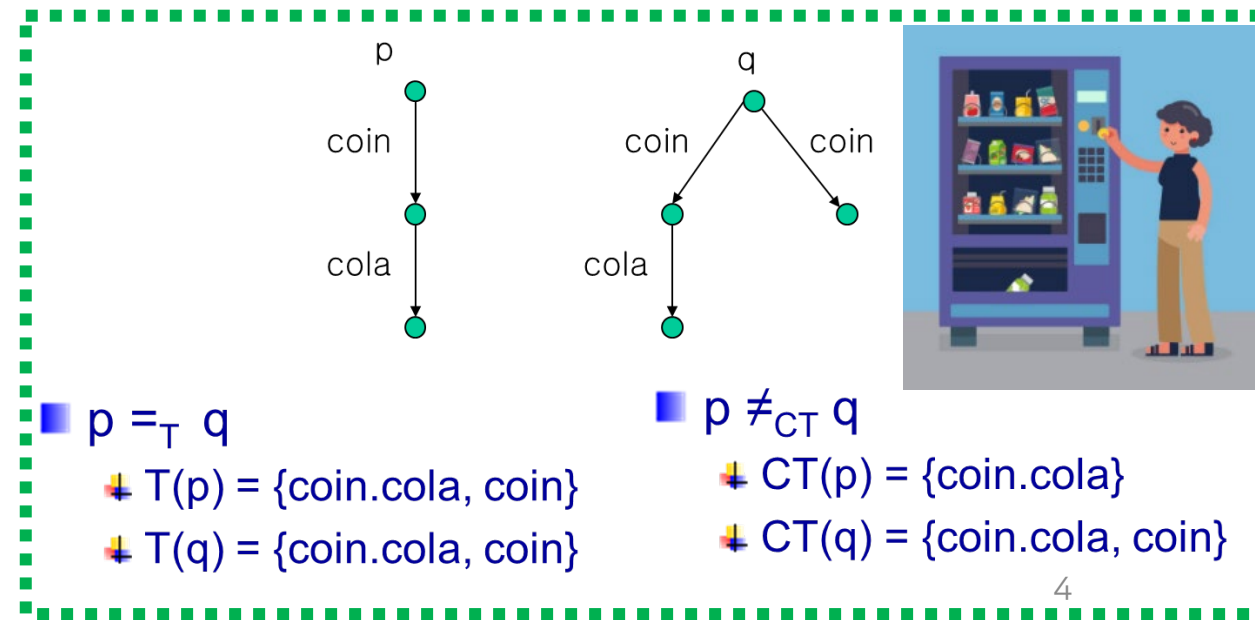 p
q
coin
coin
coin
cola
cola
p =T q
T(p) = {coin.cola, coin}
T(q) = {coin.cola, coin}
p ≠CT q
CT(p) = {coin.cola}
CT(q) = {coin.cola, coin}
4